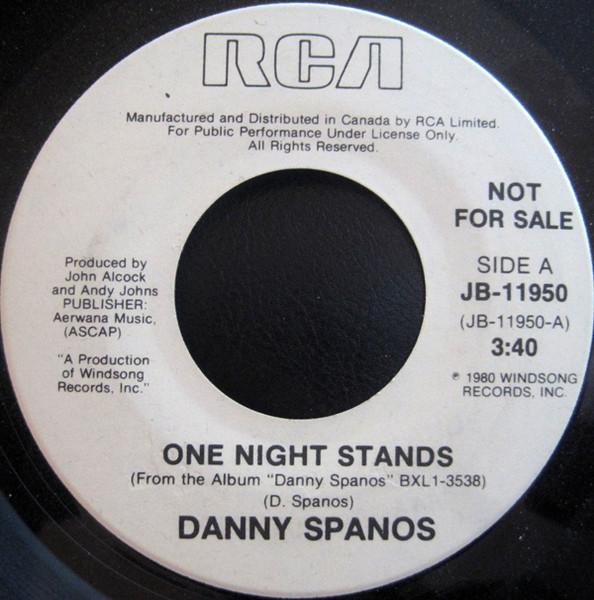 RCA
Manufactured and Distributed in Canada by RCA Limited.
For Public Performance Under License Only.
All Rights Reserved.
NOT
FOR SALE
Produced by
John Alcock
and Andy Johns
PUBLISHER:
Aerwana Music,
(ASCAP)
"A Production
of Windsong
Records, Inc."
SIDE A
JB-11950
(JB-11950-A)
3:40
℗ 1980 WINDSONG
RECORDS, INC.
ONE NIGHT STANDS
(From the Album "Danny Spanos" BXL1-3538)
(D. Spanos)
DANNY SPANOS